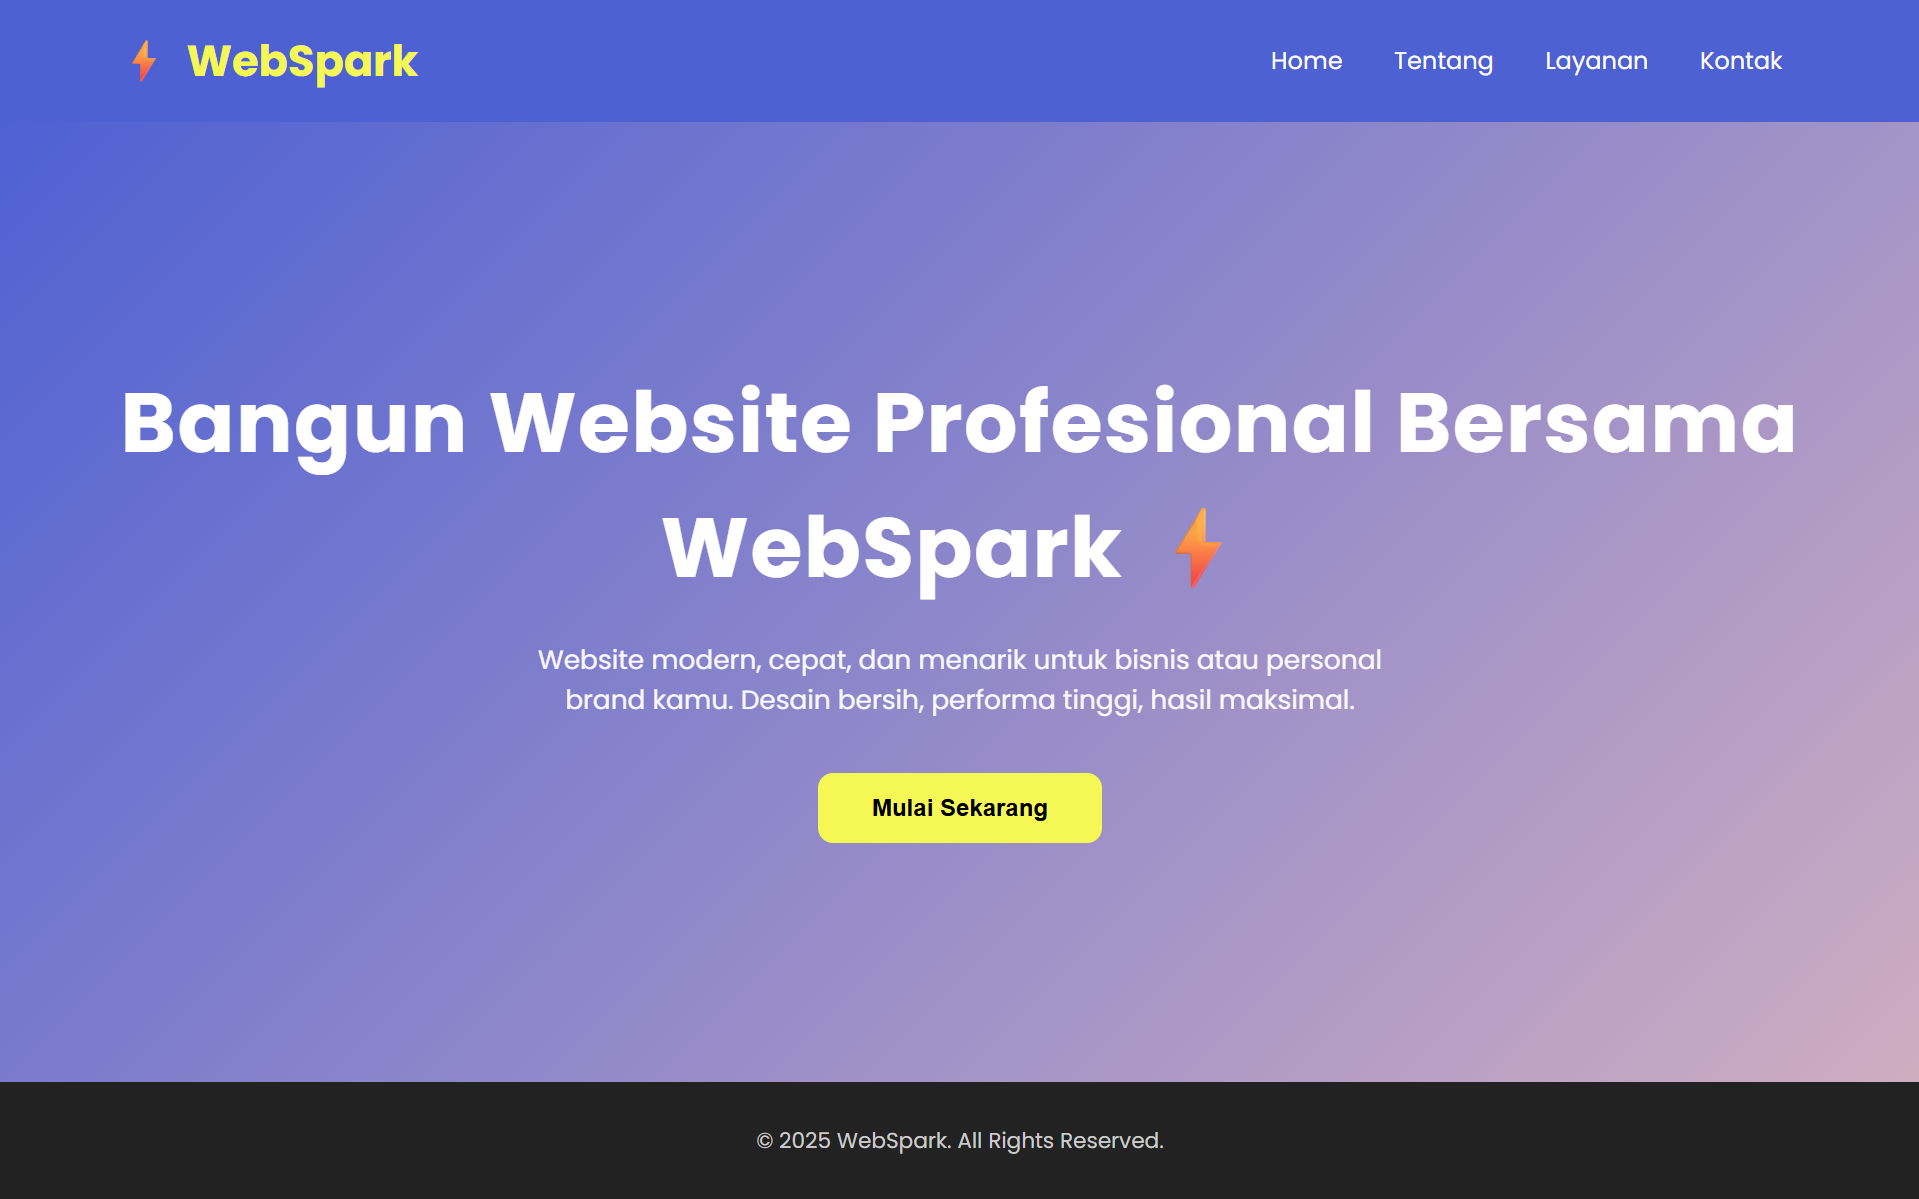 ⚡ WebSpark
Home
Tentang
Layanan
Kontak
Bangun Website Profesional Bersama
WebSpark ⚡
Website modern, cepat, dan menarik untuk bisnis atau personal
brand kamu. Desain bersih, performa tinggi, hasil maksimal.
Mulai Sekarang
© 2025 WebSpark. All Rights Reserved.